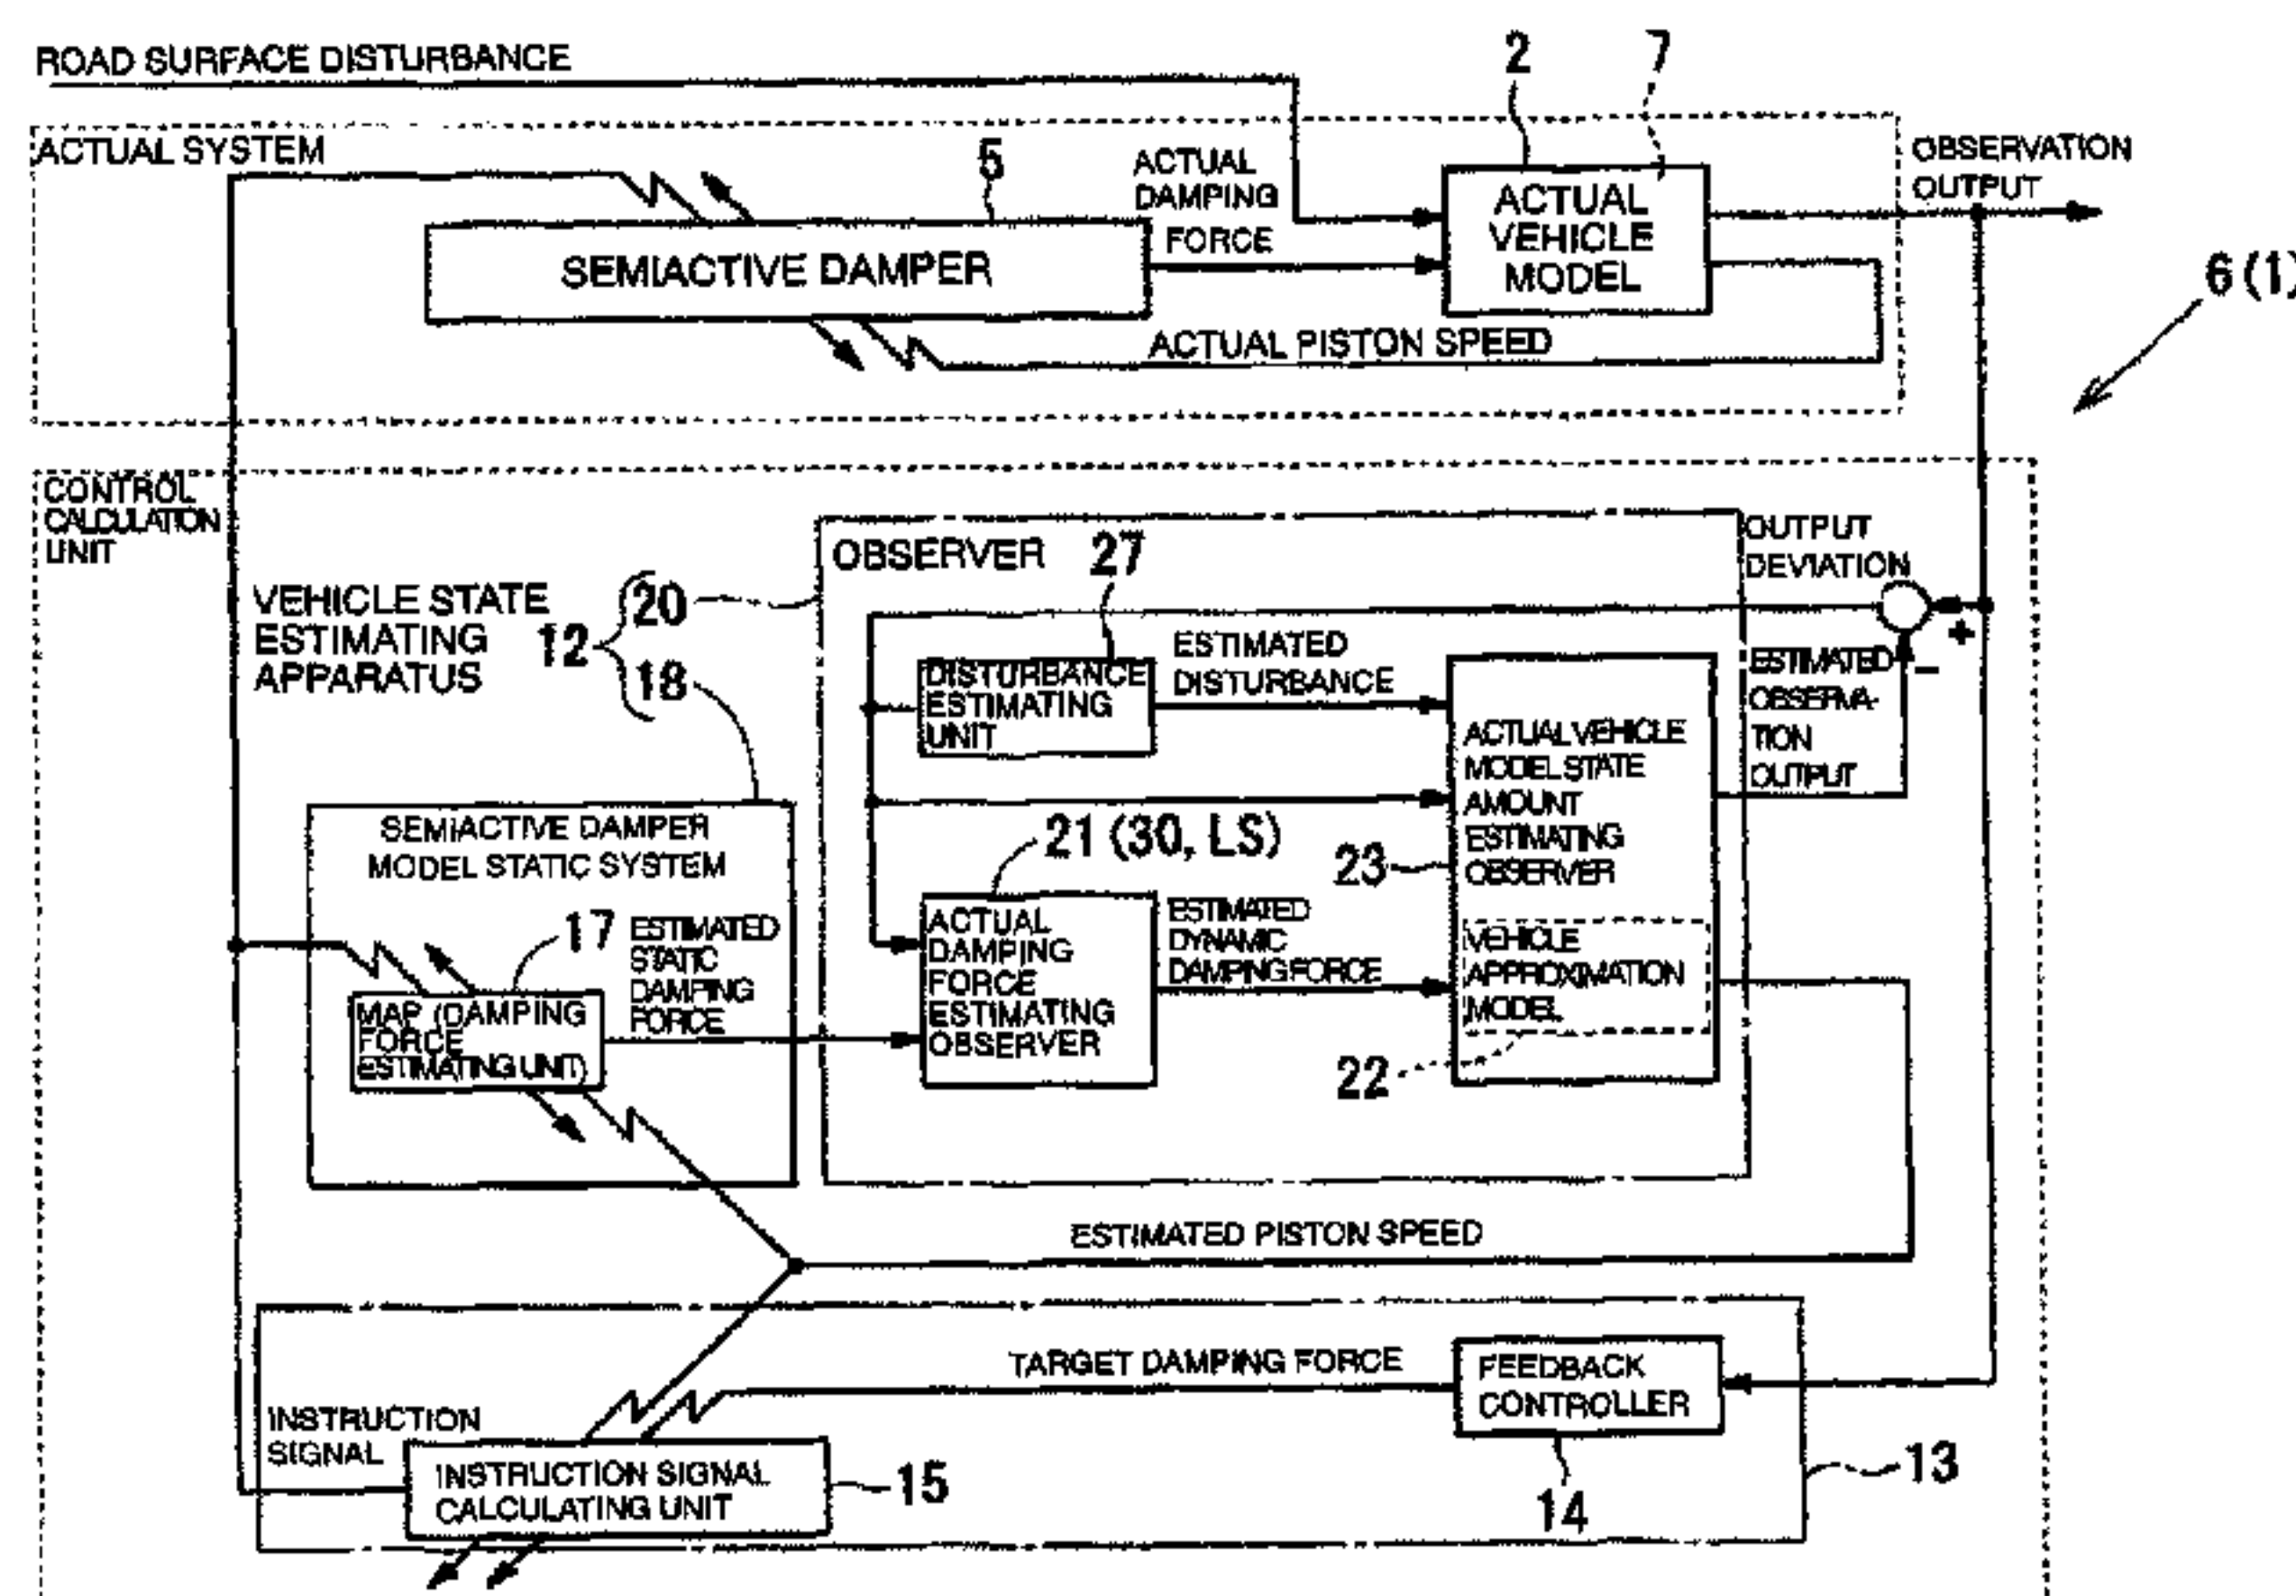 ROAD SURFACE DISTURBANCE
2
7
ACTUAL SYSTEM
5
ACTUAL
DAMPING
FORCE
SEMIACTIVE DAMPER
ACTUAL
VEHICLE
MODEL
OBSERVATION
OUTPUT
6 (1)
ACTUAL PISTON SPEED
CONTROL
CALCULATION
UNIT
OBSERVER
27
OUTPUT
DEVIATION
VEHICLE STATE
ESTIMATING
APPARATUS
12
20
18
DISTURBANCE
ESTIMATING
UNIT
ESTIMATED
DISTURBANCE
+
-
ESTIMATED
OBSERVA-
TION
OUTPUT
ACTUAL VEHICLE
MODEL STATE
AMOUNT
ESTIMATING
OBSERVER
23
SEMIACTIVE DAMPER
MODEL STATIC SYSTEM
21 (30, LS)
17
ESTIMATED
STATIC
DAMPING
FORCE
ACTUAL
DAMPING
FORCE
ESTIMATING
OBSERVER
ESTIMATED
DYNAMIC
DAMPING FORCE
VEHICLE
APPROXIMATION
MODEL
22
MAP (DAMPING
FORCE
ESTIMATING UNIT)
ESTIMATED PISTON SPEED
TARGET DAMPING FORCE
FEEDBACK
CONTROLLER
INSTRUCTION
SIGNAL
INSTRUCTION SIGNAL
CALCULATING UNIT
15
14
13